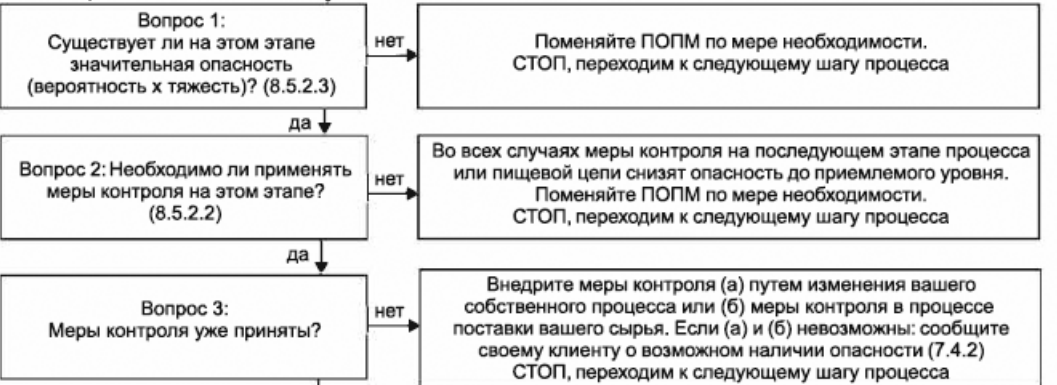 Вопрос 1:
Существует ли на этом этапе
значительная опасность
(вероятность х тяжесть)? (8.5.2.3)
нет
Поменяйте ПОПМ по мере необходимости.
СТОП, переходим к следующему шагу процесса
да
Вопрос 2: Необходимо ли применять
меры контроля на этом этапе?
(8.5.2.2)
нет
Во всех случаях меры контроля на последующем этапе процесса
или пищевой цепи снизят опасность до приемлемого уровня.
Поменяйте ПОПМ по мере необходимости.
СТОП, переходим к следующему шагу процесса
да
Вопрос 3:
Меры контроля уже приняты?
нет
Внедрите меры контроля (а) путем изменения вашего
собственного процесса или (б) меры контроля в процессе
поставки вашего сырья. Если (а) и (б) невозможны: сообщите
своему клиенту о возможном наличии опасности (7.4.2)
СТОП, переходим к следующему шагу процесса